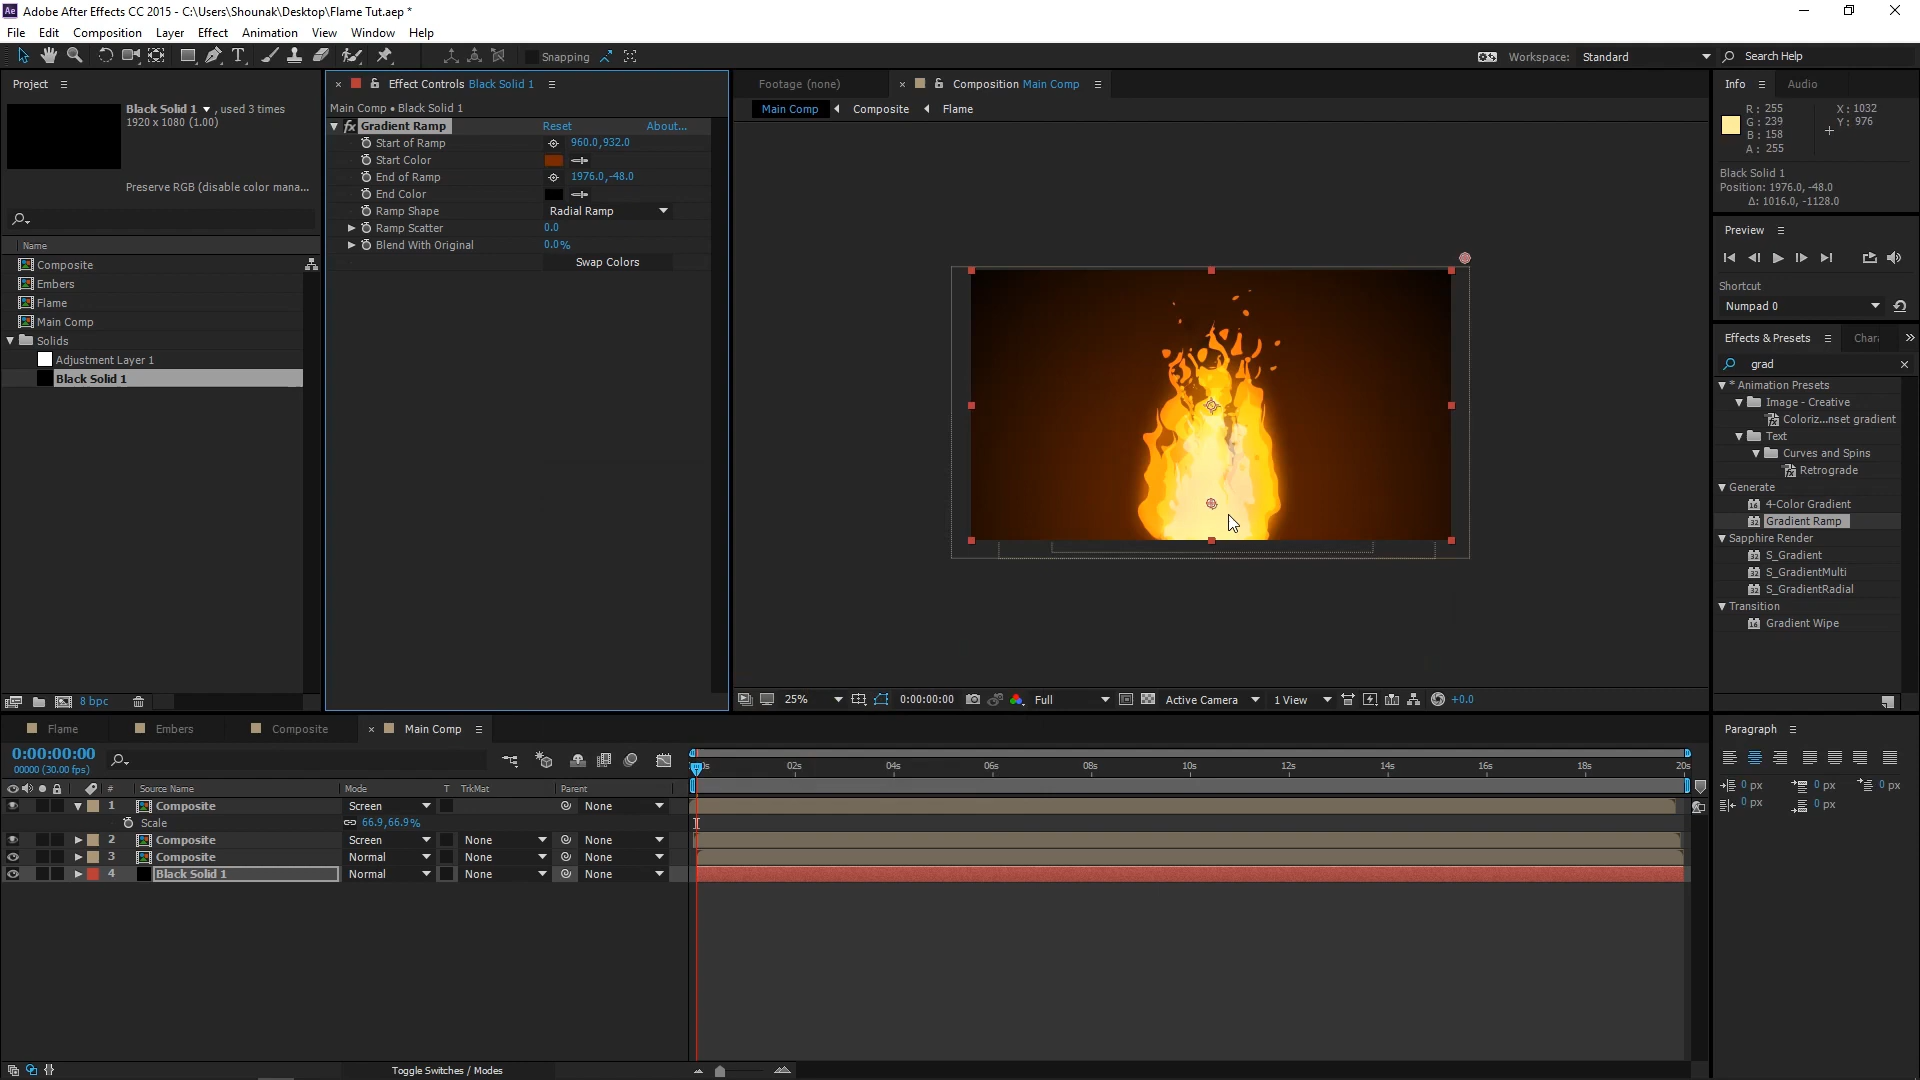 Adobe After Effects CC 2015 - C:\Users\Shounak\Desktop\Flame Tut.aep *
File Edit Composition Layer Effect Animation View Window Help
Snapping
Workspace: Standard
Search Help
Project
Black Solid 1 , used 3 times
1920 x 1080 (1.00)
Preserve RGB (disable color mana...
Name
Composite
Embers
Flame
Main Comp
Solids
Adjustment Layer 1
Black Solid 1
8 bpc
Effect Controls Black Solid 1
Main Comp • Black Solid 1
fx Gradient Ramp Reset About...
Start of Ramp 960.0,932.0
Start Color
End of Ramp 1976.0,-48.0
End Color
Ramp Shape Radial Ramp
Ramp Scatter 0.0
Blend With Original 0.0%
Swap Colors
Footage (none)
Composition Main Comp
Main Comp Composite Flame
25% 0:00:00:00 Full Active Camera 1 View +0.0
Info Audio
R: 255
G: 239
B: 158
A: 255
X: 1032
Y: 976
Black Solid 1
Position: 1976.0, -48.0
Δ: 1016.0, -1128.0
Preview
Shortcut
Numpad 0
Effects & Presets
Char
grad
* Animation Presets
Image - Creative
Coloriz...nset gradient
Text
Curves and Spins
Retrograde
Generate
4-Color Gradient
Gradient Ramp
Sapphire Render
S_Gradient
S_GradientMulti
S_GradientRadial
Transition
Gradient Wipe
Flame Embers Composite Main Comp
0:00:00:00
00000 (30.00 fps)
# Source Name Mode T TrkMat Parent
02s 04s 06s 08s 10s 12s 14s 16s 18s 20s
1 Composite Screen None
Scale 66.9,66.9%
2 Composite Screen None None
3 Composite Normal None None
4 Black Solid 1 Normal None None
Toggle Switches / Modes
Paragraph
0 px 0 px 0 px
0 px 0 px